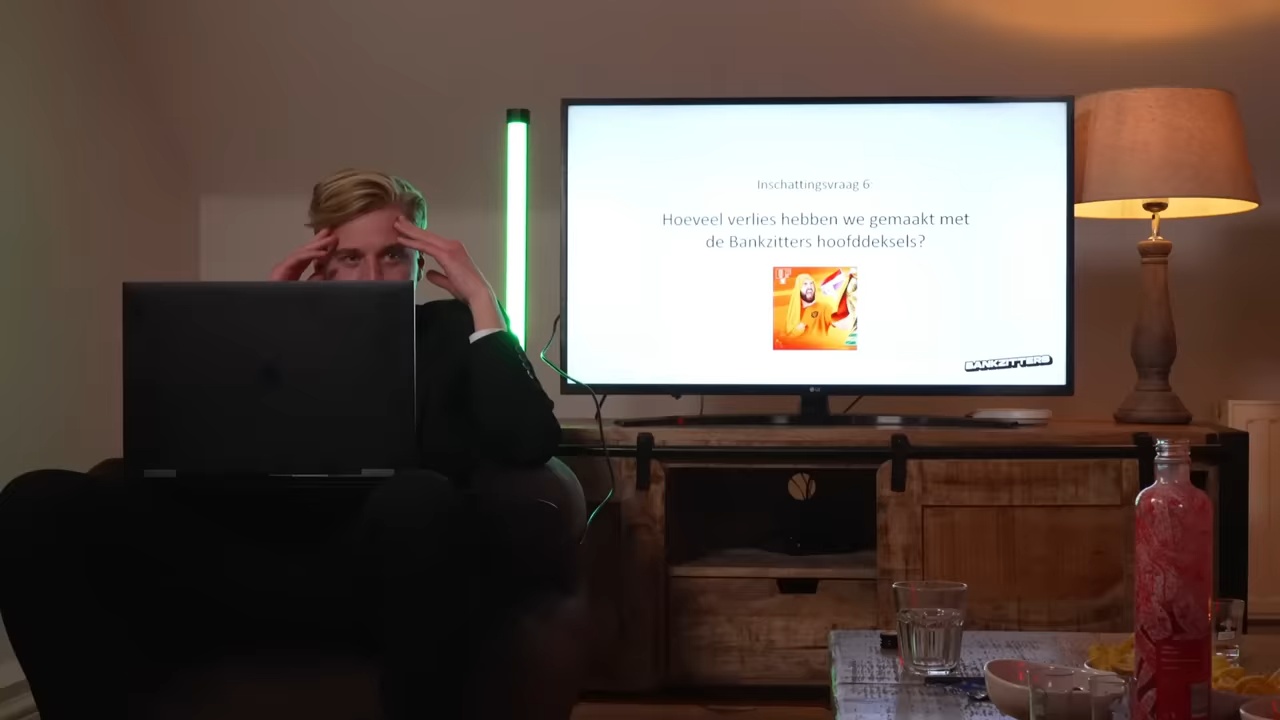 Inschattingsvraag 6
Hoeveel verlies hebben we gemaakt met
de Bankzitters hoofddeksels?
BANKZITTERS
LG